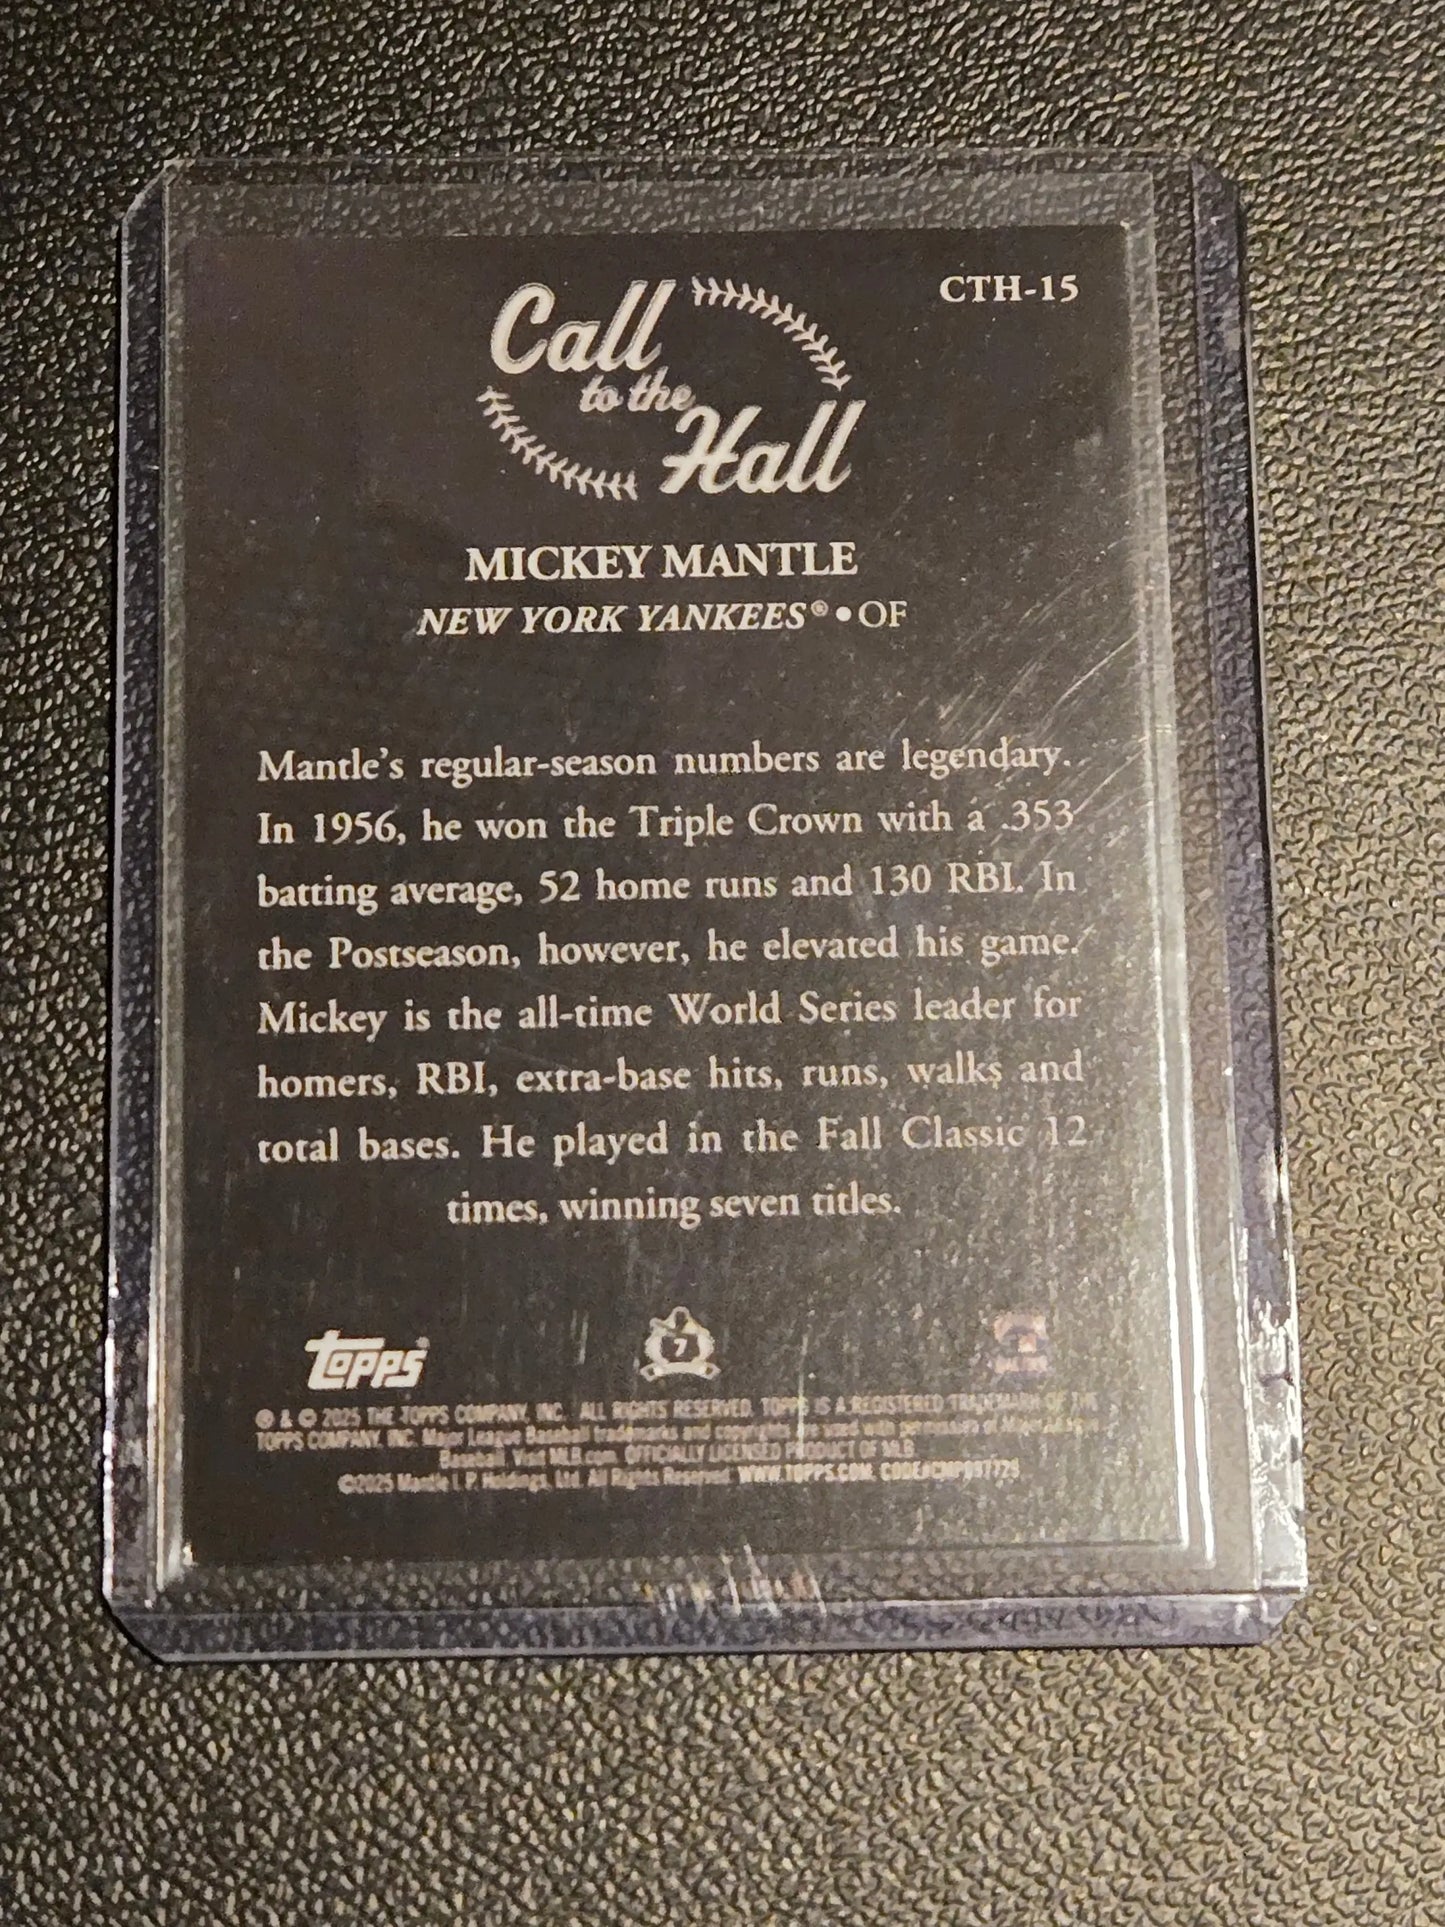 CTH-15
Call
to the
Hall
MICKEY MANTLE
NEW YORK YANKEES® • OF
Mantle's regular-season numbers are legendary.
In 1956, he won the Triple Crown with a .353
batting average, 52 home runs and 130 RBI. In
the Postseason, however, he elevated his game.
Mickey is the all-time World Series leader for
homers, RBI, extra-base hits, runs, walks and
total bases. He played in the Fall Classic 12
times, winning seven titles.
topps®
7
® & © 2025 THE TOPPS COMPANY, INC. ALL RIGHTS RESERVED. TOPPS IS A REGISTERED TRADEMARK OF THE
TOPPS COMPANY, INC. Major League Baseball trademarks and copyrights are used with permission of Major League
Baseball. Visit MLB.com. OFFICIALLY LICENSED PRODUCT OF MLB
©2025 Mantle I.P. Holdings, Ltd. All Rights Reserved. WWW.TOPPS.COM